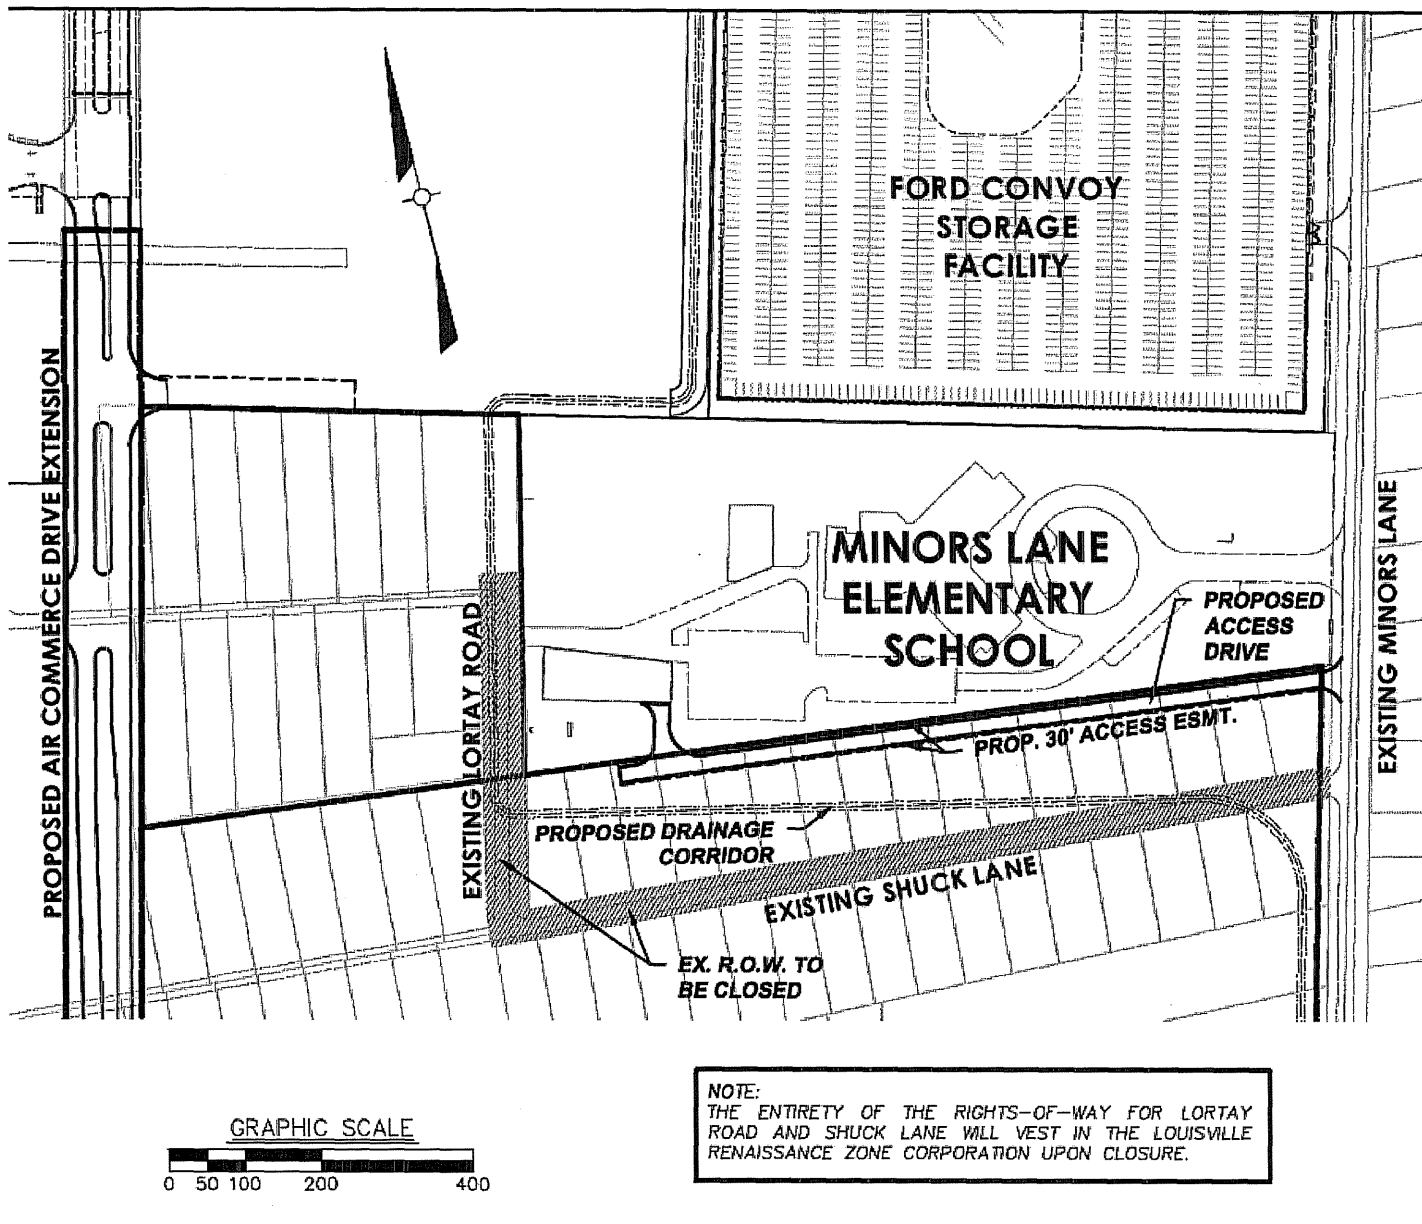 FORD CONVOY
STORAGE
FACILITY
PROPOSED AIR COMMERCE DRIVE EXTENSION
MINORS LANE
ELEMENTARY
SCHOOL
EXISTING MINORS LANE
PROPOSED
ACCESS
DRIVE
EXISTING LORTAY ROAD
PROP. 30' ACCESS ESMT.
PROPOSED DRAINAGE
CORRIDOR
EXISTING SHUCK LANE
EX. R.O.W. TO
BE CLOSED
GRAPHIC SCALE
0 50 100 200 400
NOTE:
THE ENTIRETY OF THE RIGHTS-OF-WAY FOR LORTAY
ROAD AND SHUCK LANE WILL VEST IN THE LOUISVILLE
RENAISSANCE ZONE CORPORATION UPON CLOSURE.